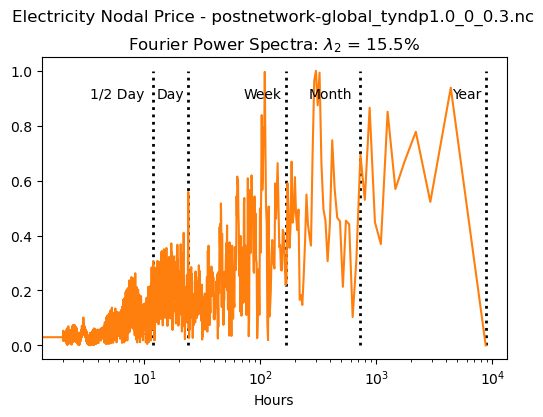 Electricity Nodal Price - postnetwork-global_tyndp1.0_0_0.3.nc
Fourier Power Spectra: λ₂ = 15.5%
1.0
0.8
0.6
0.4
0.2
0.0
1/2 Day Day Week Month Year
10¹ 10² 10³ 10⁴
Hours